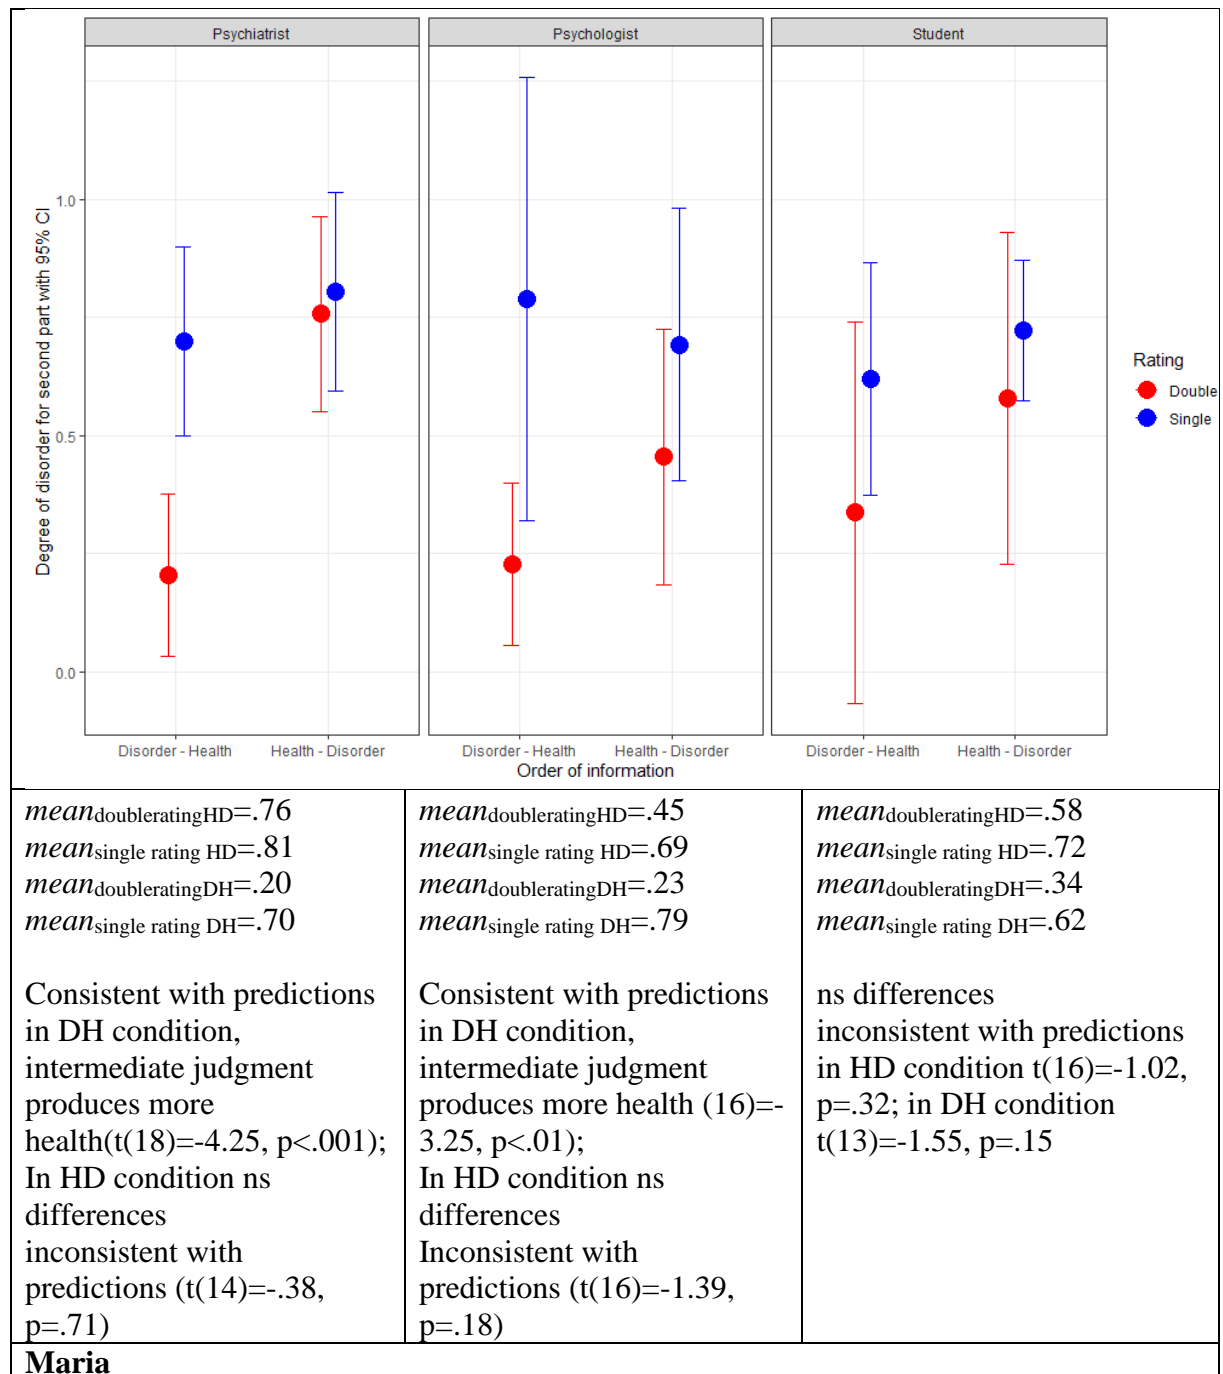 Psychiatrist
Psychologist
Student
Degree of disorder for second part with 95% CI
1.0
0.5
0.0
Disorder - Health
Health - Disorder
Disorder - Health
Health - Disorder
Disorder - Health
Health - Disorder
Order of information
Rating
Double
Single
meandoubleratingHD=.76
meansingle rating HD=.81
meandoubleratingDH=.20
meansingle rating DH=.70
Consistent with predictions
in DH condition,
intermediate judgment
produces more
health(t(18)=-4.25, p<.001);
In HD condition ns
differences
inconsistent with
predictions (t(14)=-.38,
p=.71)
meandoubleratingHD=.45
meansingle rating HD=.69
meandoubleratingDH=.23
meansingle rating DH=.79
Consistent with predictions
in DH condition,
intermediate judgment
produces more health (16)=-
3.25, p<.01);
In HD condition ns
differences
Inconsistent with
predictions (t(16)=-1.39,
p=.18)
meandoubleratingHD=.58
meansingle rating HD=.72
meandoubleratingDH=.34
meansingle rating DH=.62
ns differences
inconsistent with predictions
in HD condition t(16)=-1.02,
p=.32; in DH condition
t(13)=-1.55, p=.15
Maria